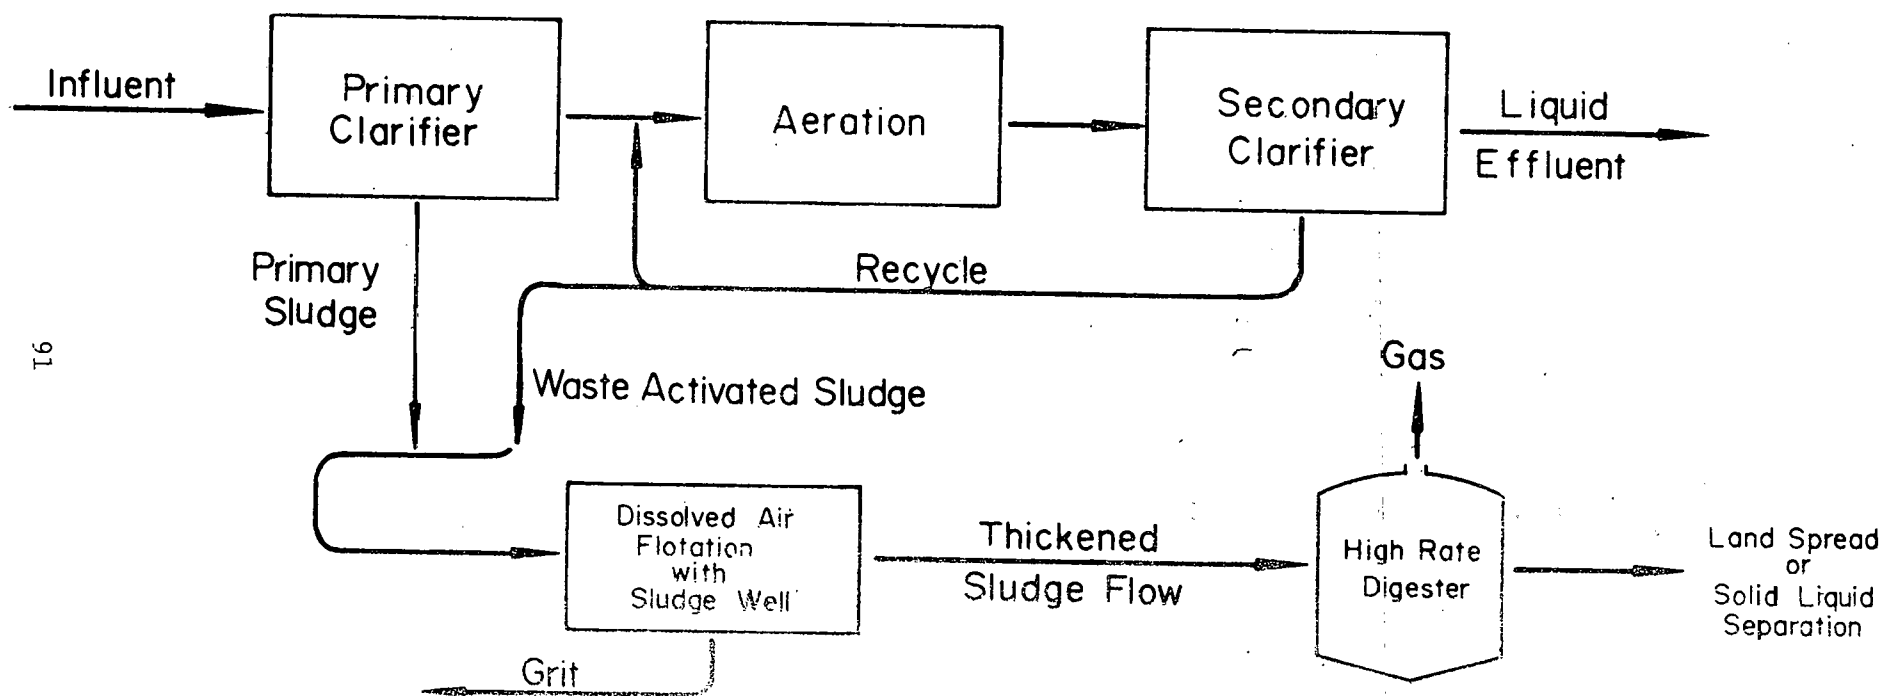 Influent
Primary
Clarifier
Aeration
Secondary
Clarifier
Liquid
Effluent
Primary
Sludge
Recycle
91
Waste Activated Sludge
Gas
Dissolved Air
Flotation
with
Sludge Well
Thickened
Sludge Flow
High Rate
Digester
Land Spread
or
Solid Liquid
Separation
Grit